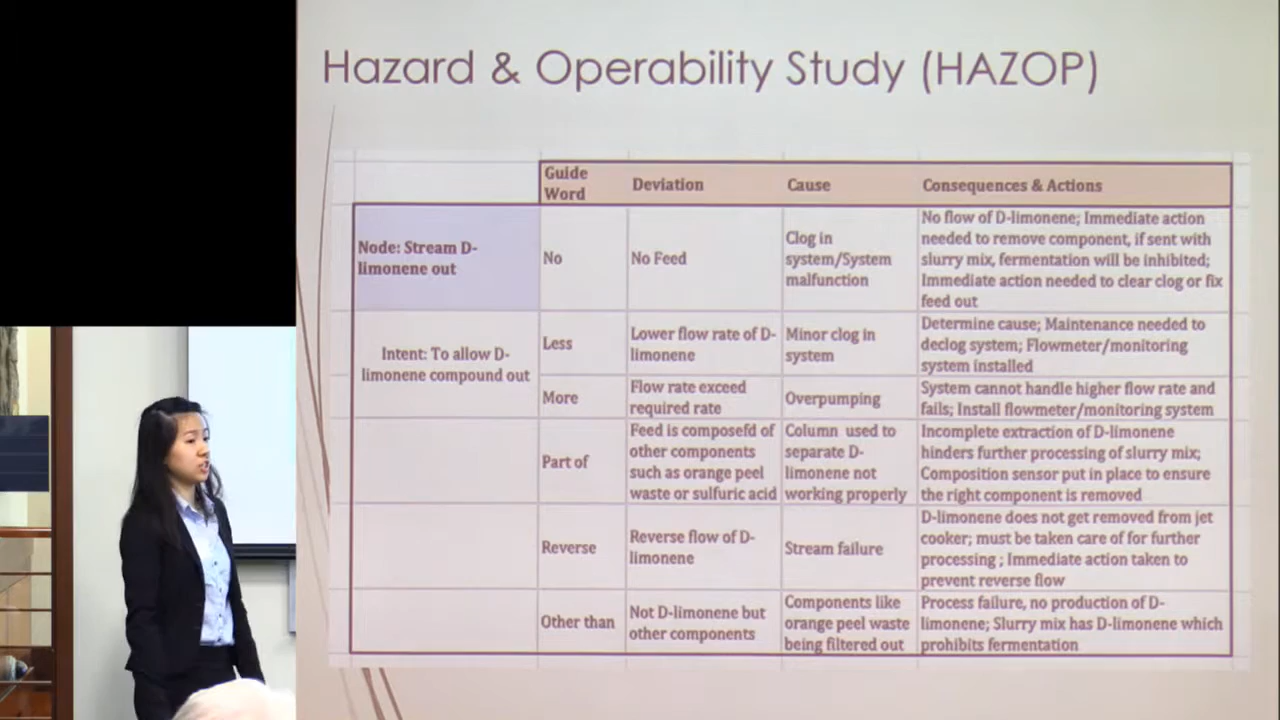 Hazard & Operability Study (HAZOP)
Guide
Word
Deviation
Cause
Consequences & Actions
Node: Stream D-
limonene out
No
No Feed
Clog in
system/System
malfunction
No flow of D-limonene; Immediate action
needed to remove component, if sent with
slurry mix, fermentation will be inhibited;
Immediate action needed to clear clog or fix
feed out
Intent: To allow D-
limonene compound out
Less
Lower flow rate of D-
limonene
Minor clog in
system
Determine cause; Maintenance needed to
declog system; Flowmeter/monitoring
system installed
More
Flow rate exceed
required rate
Overpumping
System cannot handle higher flow rate and
fails; Install flowmeter/monitoring system
Part of
Feed is composefd of
other components
such as orange peel
waste or sulfuric acid
Column used to
separate D-
limonene not
working properly
Incomplete extraction of D-limonene
hinders further processing of slurry mix;
Composition sensor put in place to ensure
the right component is removed
Reverse
Reverse flow of D-
limonene
Stream failure
D-limonene does not get removed from jet
cooker; must be taken care of for further
processing ; Immediate action taken to
prevent reverse flow
Other than
Not D-limonene but
other components
Components like
orange peel waste
being filtered out
Process failure, no production of D-
limonene; Slurry mix has D-limonene which
prohibits fermentation